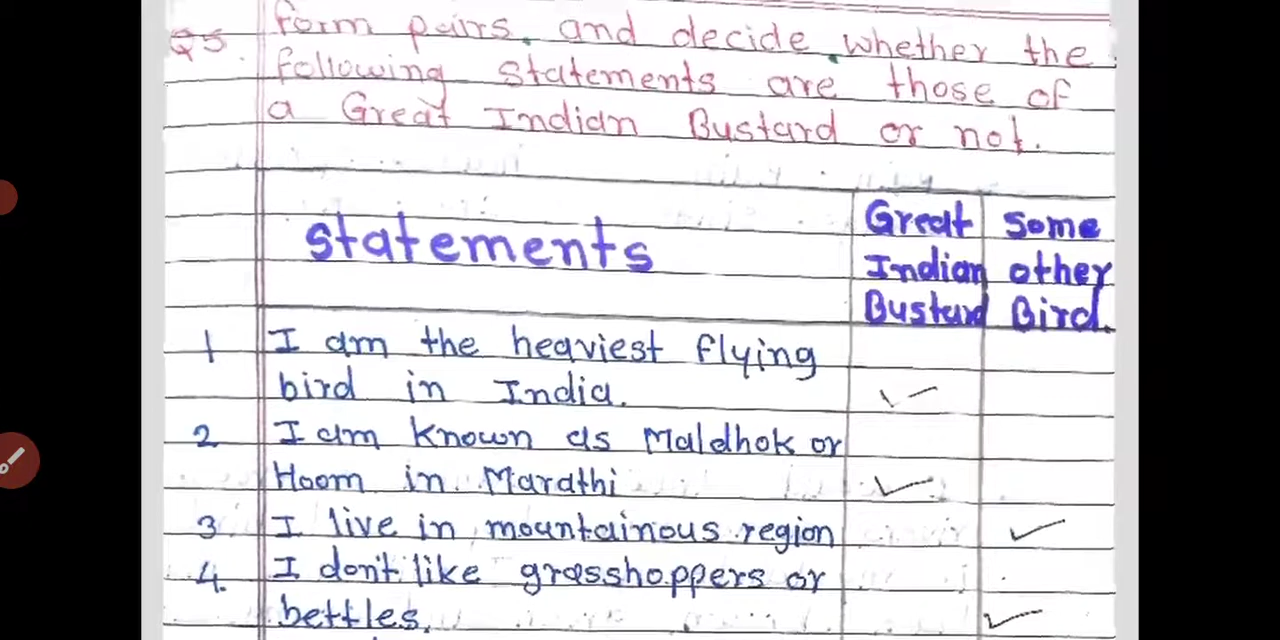 Q5. form pairs, and decide, whether the
following statements are those of
a Great Indian Bustard or not.
Great Some
statements Indian other
Bustard Bird.
1 I am the heaviest flying
bird in India.
2 I am known as Maldhok or
Hoom in Marathi
3 I live in mountainous region
4. I don't like grasshoppers or
bettles.